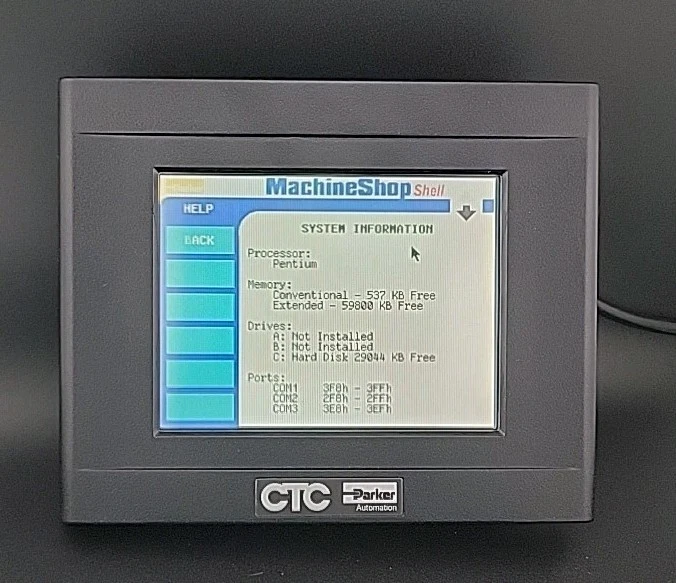 Parker
MachineShop Shell
HELP
BACK
SYSTEM INFORMATION
Processor:
Pentium
Memory:
Conventional - 537 KB Free
Extended - 59800 KB Free
Drives:
A: Not Installed
B: Not Installed
C: Hard Disk 29044 KB Free
Ports:
COM1 3F8h - 3FFh
COM2 2F8h - 2FFh
COM3 3E8h - 3EFh
CTC Parker
Automation